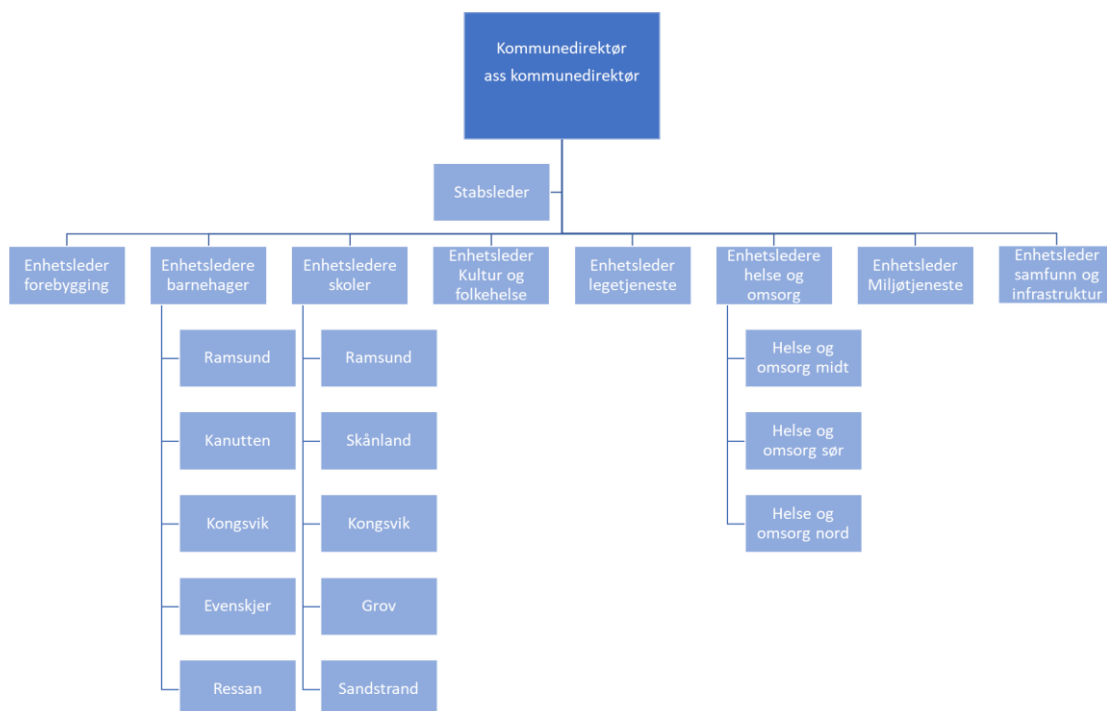 Kommunedirektør
ass kommunedirektør
Stabsleder
Enhetsleder
forebygging
Enhetsledere
barnehager
Enhetsledere
skoler
Enhetsleder
Kultur og
folkehelse
Enhetsleder
legetjeneste
Enhetsledere
helse og
omsorg
Enhetsleder
Miljøtjeneste
Enhetsleder
samfunn og
infrastruktur
Ramsund
Kanutten
Kongsvik
Evenskjer
Ressan
Ramsund
Skånland
Kongsvik
Grov
Sandstrand
Helse og
omsorg midt
Helse og
omsorg sør
Helse og
omsorg nord